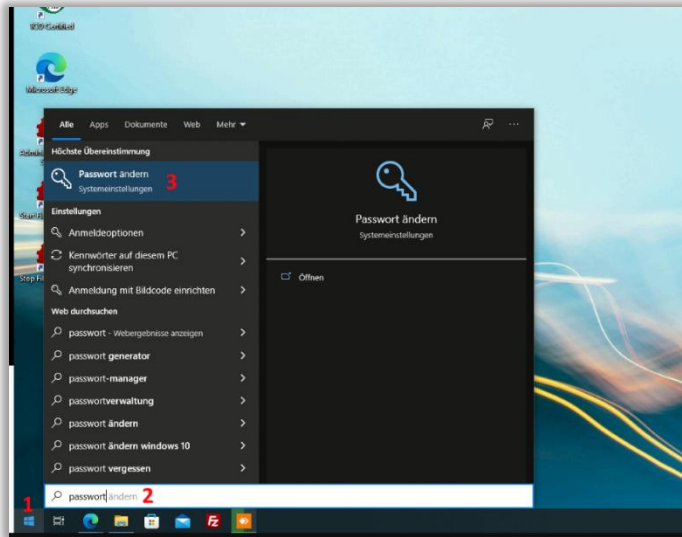 Microsoft Edge
Alle Apps Dokumente Web Mehr
Höchste Übereinstimmung
Passwort ändern
Systemeinstellungen
3
Einstellungen
Anmeldeoptionen
Kennwörter auf diesem PC
synchronisieren
Anmeldung mit Bildcode einrichten
Web durchsuchen
passwort - Webergebnisse anzeigen
passwort generator
passwort-manager
passwortverwaltung
passwort ändern
passwort ändern windows 10
passwort vergessen
Passwort ändern
Systemeinstellungen
Öffnen
passwort ändern 2
1